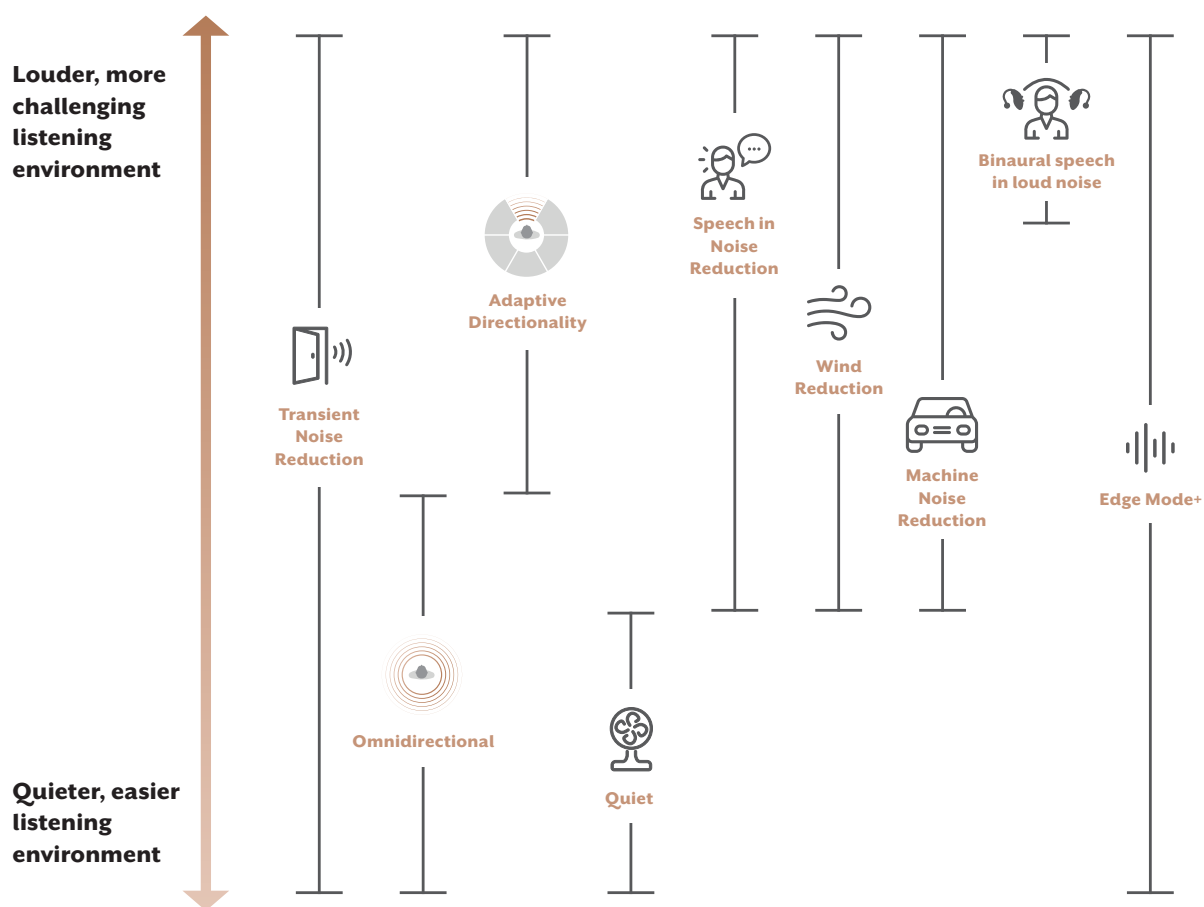 Louder, more
challenging
listening
environment
Binaural speech
in loud noise
Speech in
Noise
Reduction
Adaptive
Directionality
Wind
Reduction
Transient
Noise
Reduction
Machine
Noise
Reduction
Edge Mode+
Omnidirectional
Quiet
Quieter, easier
listening
environment